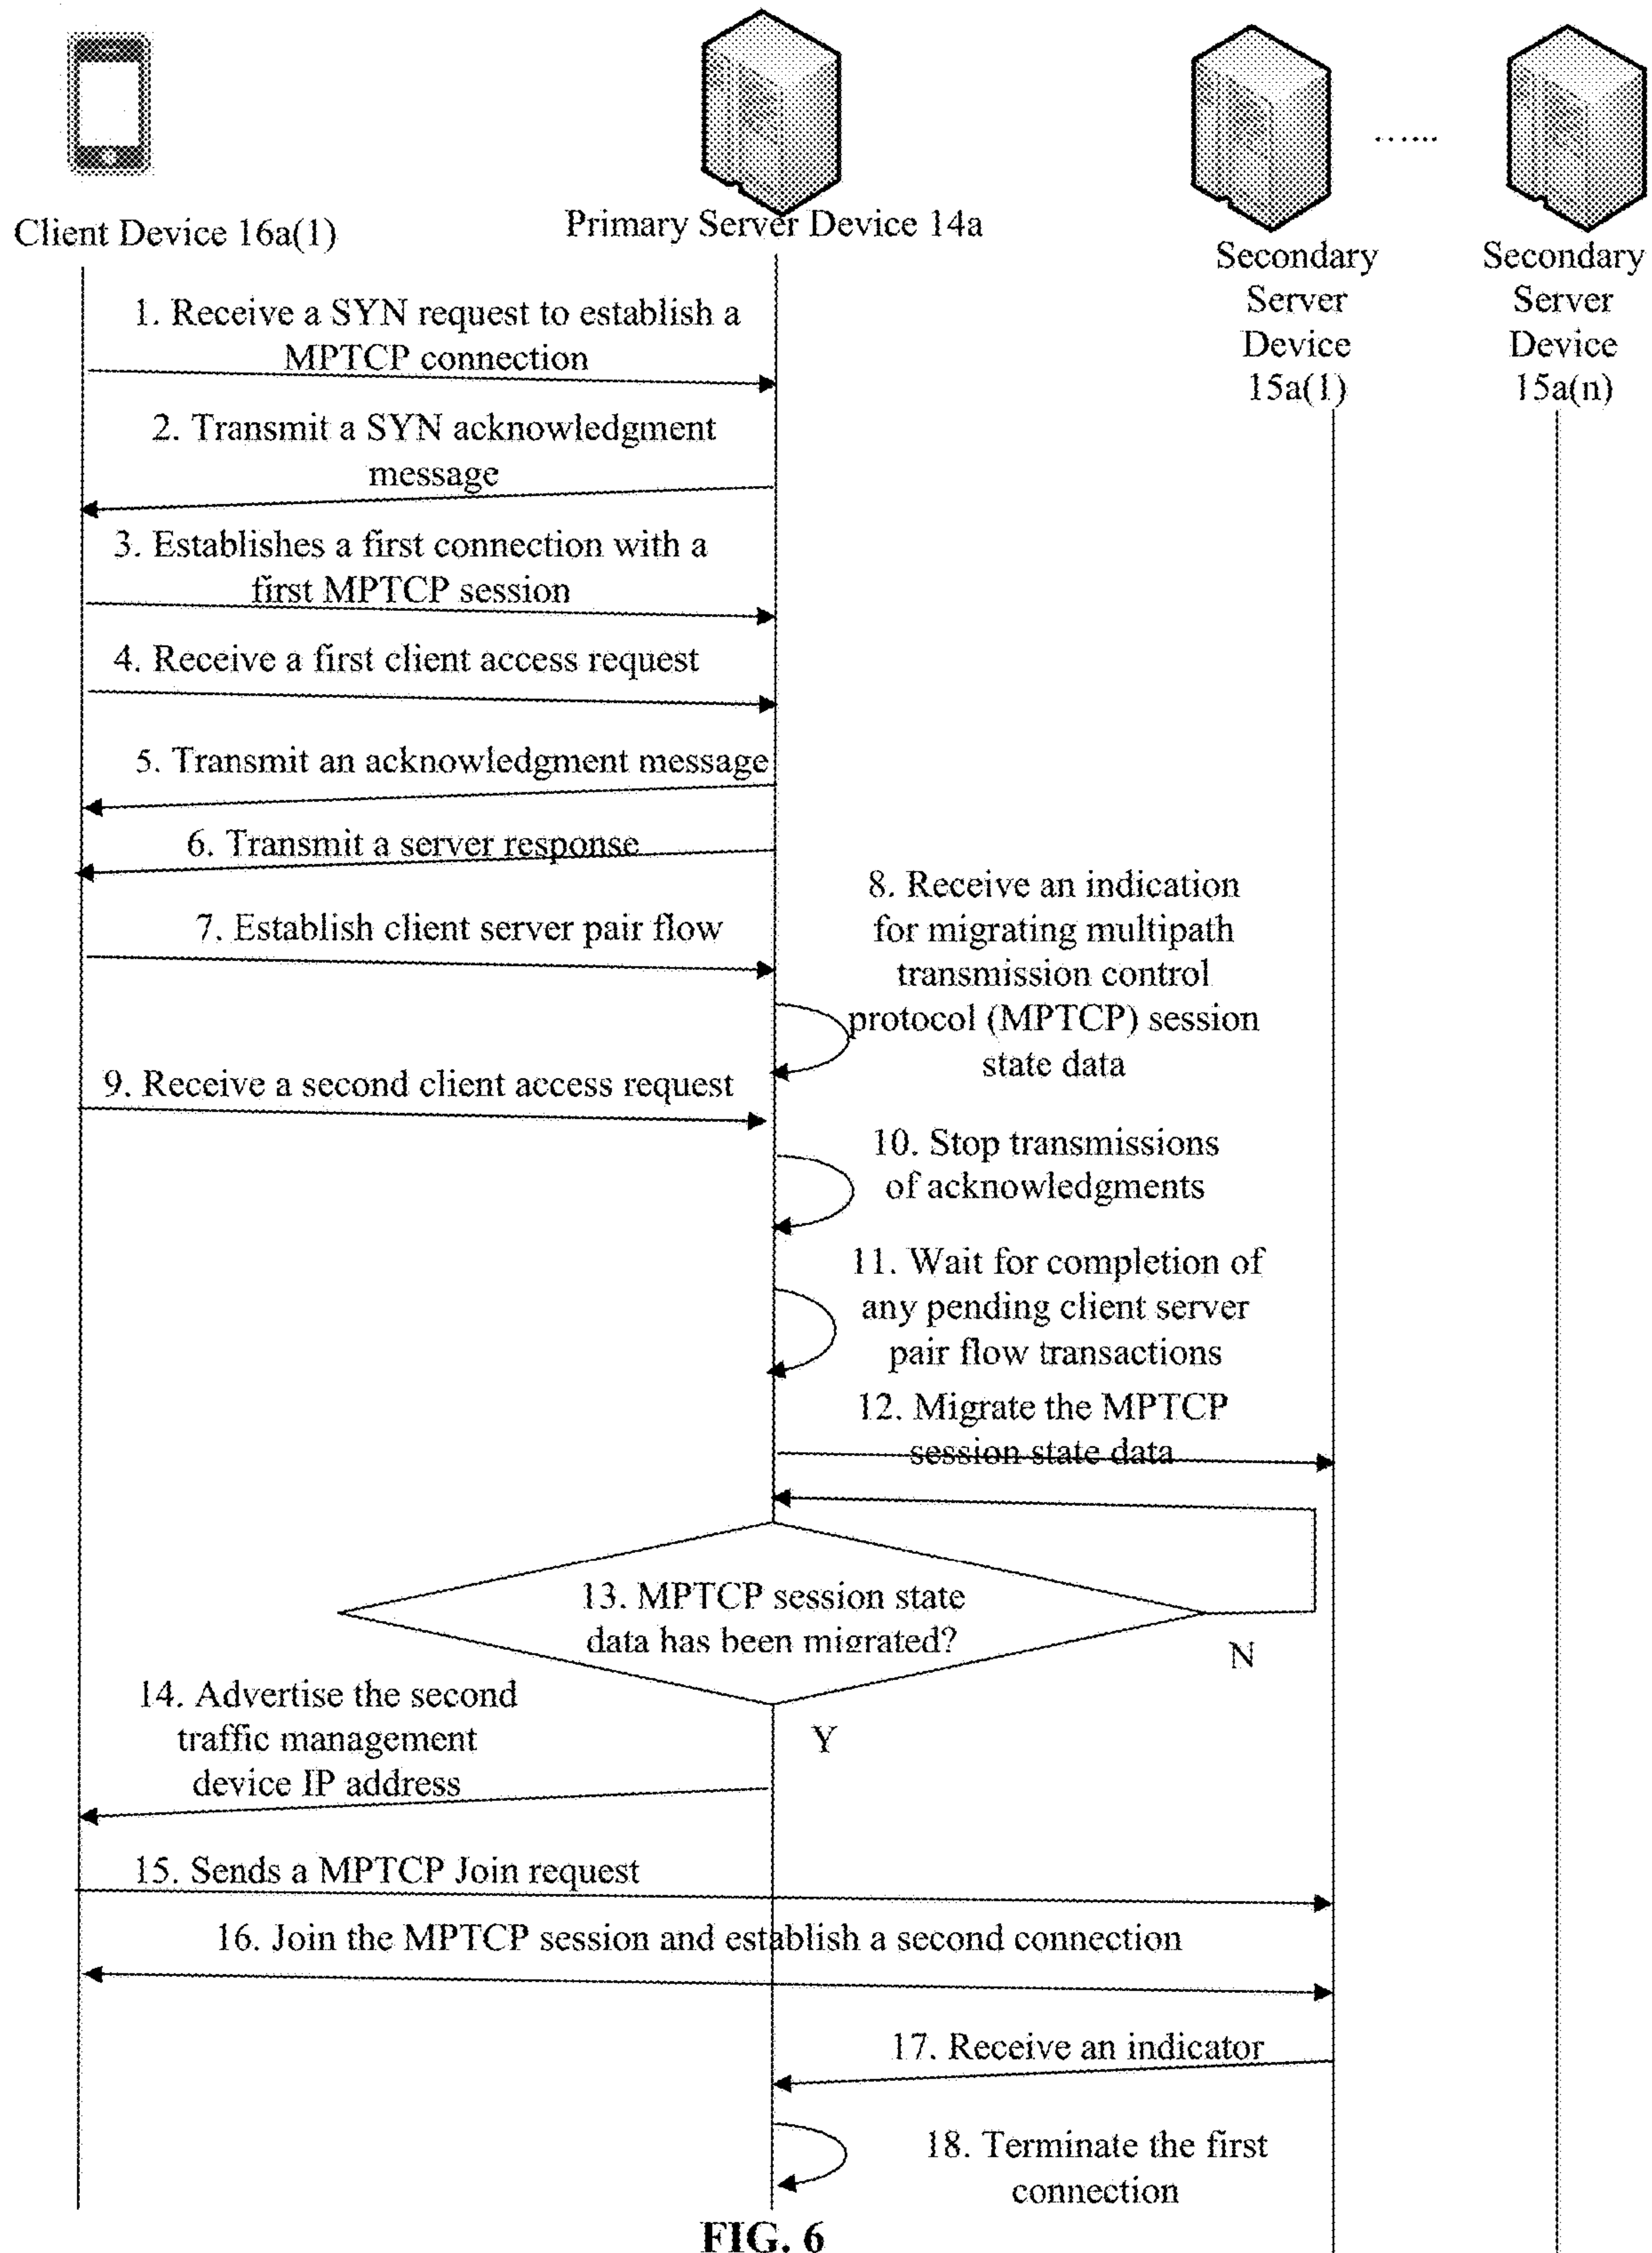 Client Device 16a(1)
Primary Server Device 14a
Secondary
Server
Device
15a(1)
......
Secondary
Server
Device
15a(n)
1. Receive a SYN request to establish a
MPTCP connection
2. Transmit a SYN acknowledgment
message
3. Establishes a first connection with a
first MPTCP session
4. Receive a first client access request
5. Transmit an acknowledgment message
6. Transmit a server response
7. Establish client server pair flow
8. Receive an indication
for migrating multipath
transmission control
protocol (MPTCP) session
state data
9. Receive a second client access request
10. Stop transmissions
of acknowledgments
11. Wait for completion of
any pending client server
pair flow transactions
12. Migrate the MPTCP
session state data
13. MPTCP session state
data has been migrated?
N
Y
14. Advertise the second
traffic management
device IP address
15. Sends a MPTCP Join request
16. Join the MPTCP session and establish a second connection
17. Receive an indicator
18. Terminate the first
connection
FIG. 6